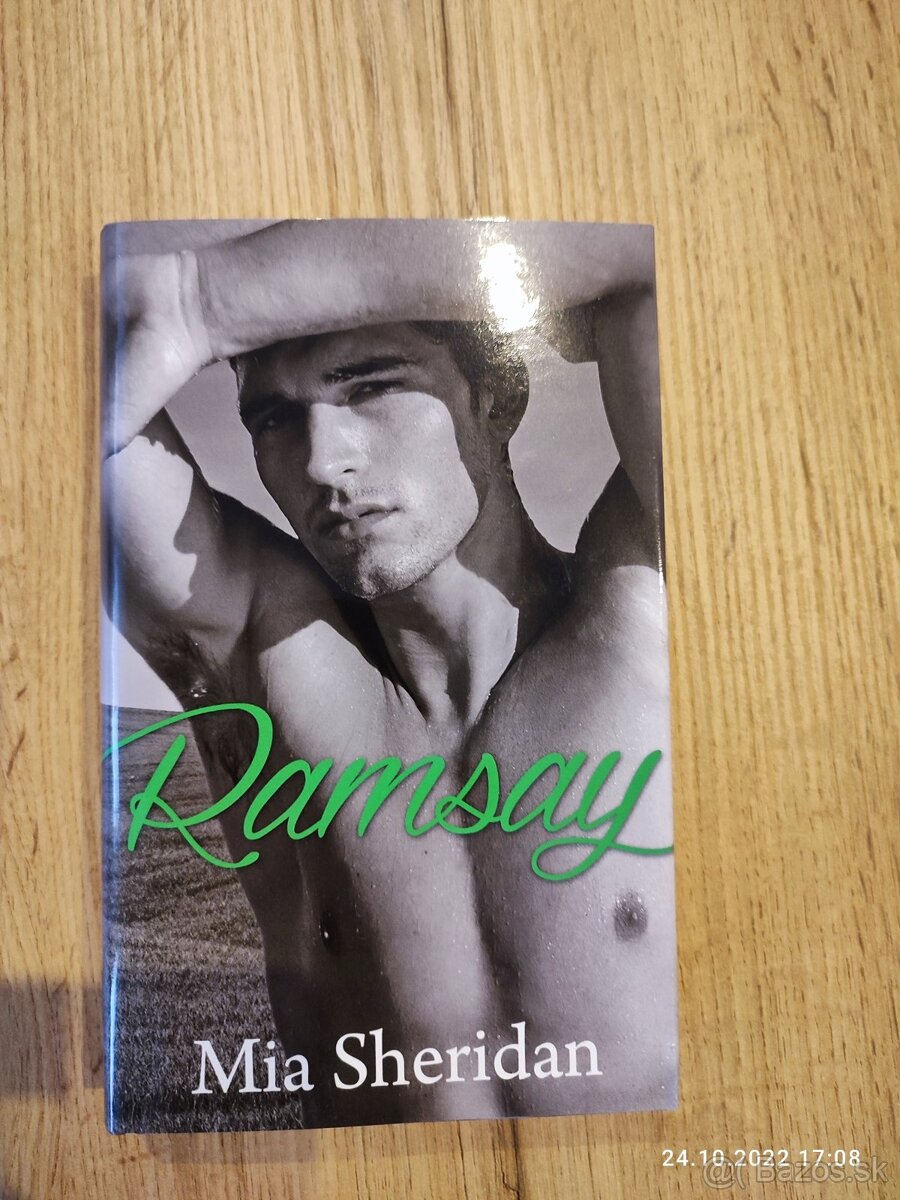 Ramsay
Mia Sheridan
24.10.2022 17:08
@ Bazos.sk